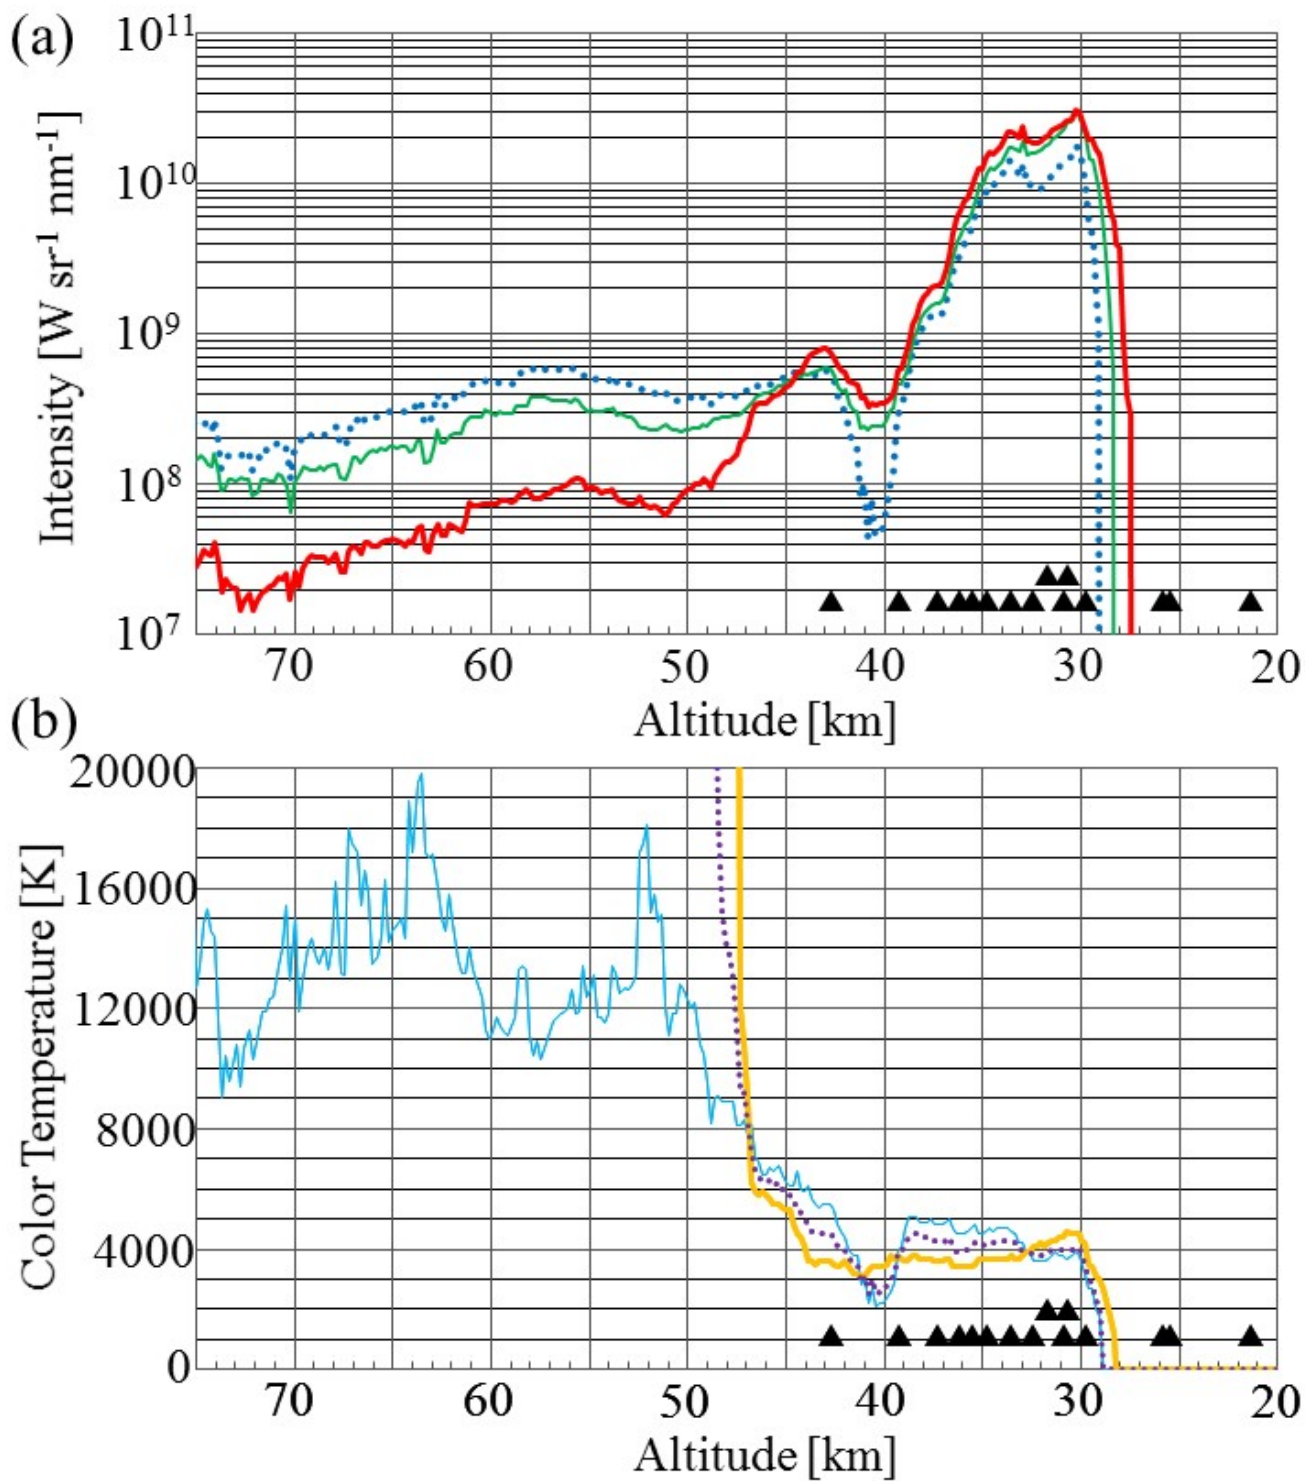 (a)
Intensity [W sr-1 nm-1]
10¹¹
10¹⁰
10⁹
10⁸
10⁷
70 60 50 40 30 20
Altitude [km]
(b)
Color Temperature [K]
20000
16000
12000
8000
4000
0
70 60 50 40 30 20
Altitude [km]